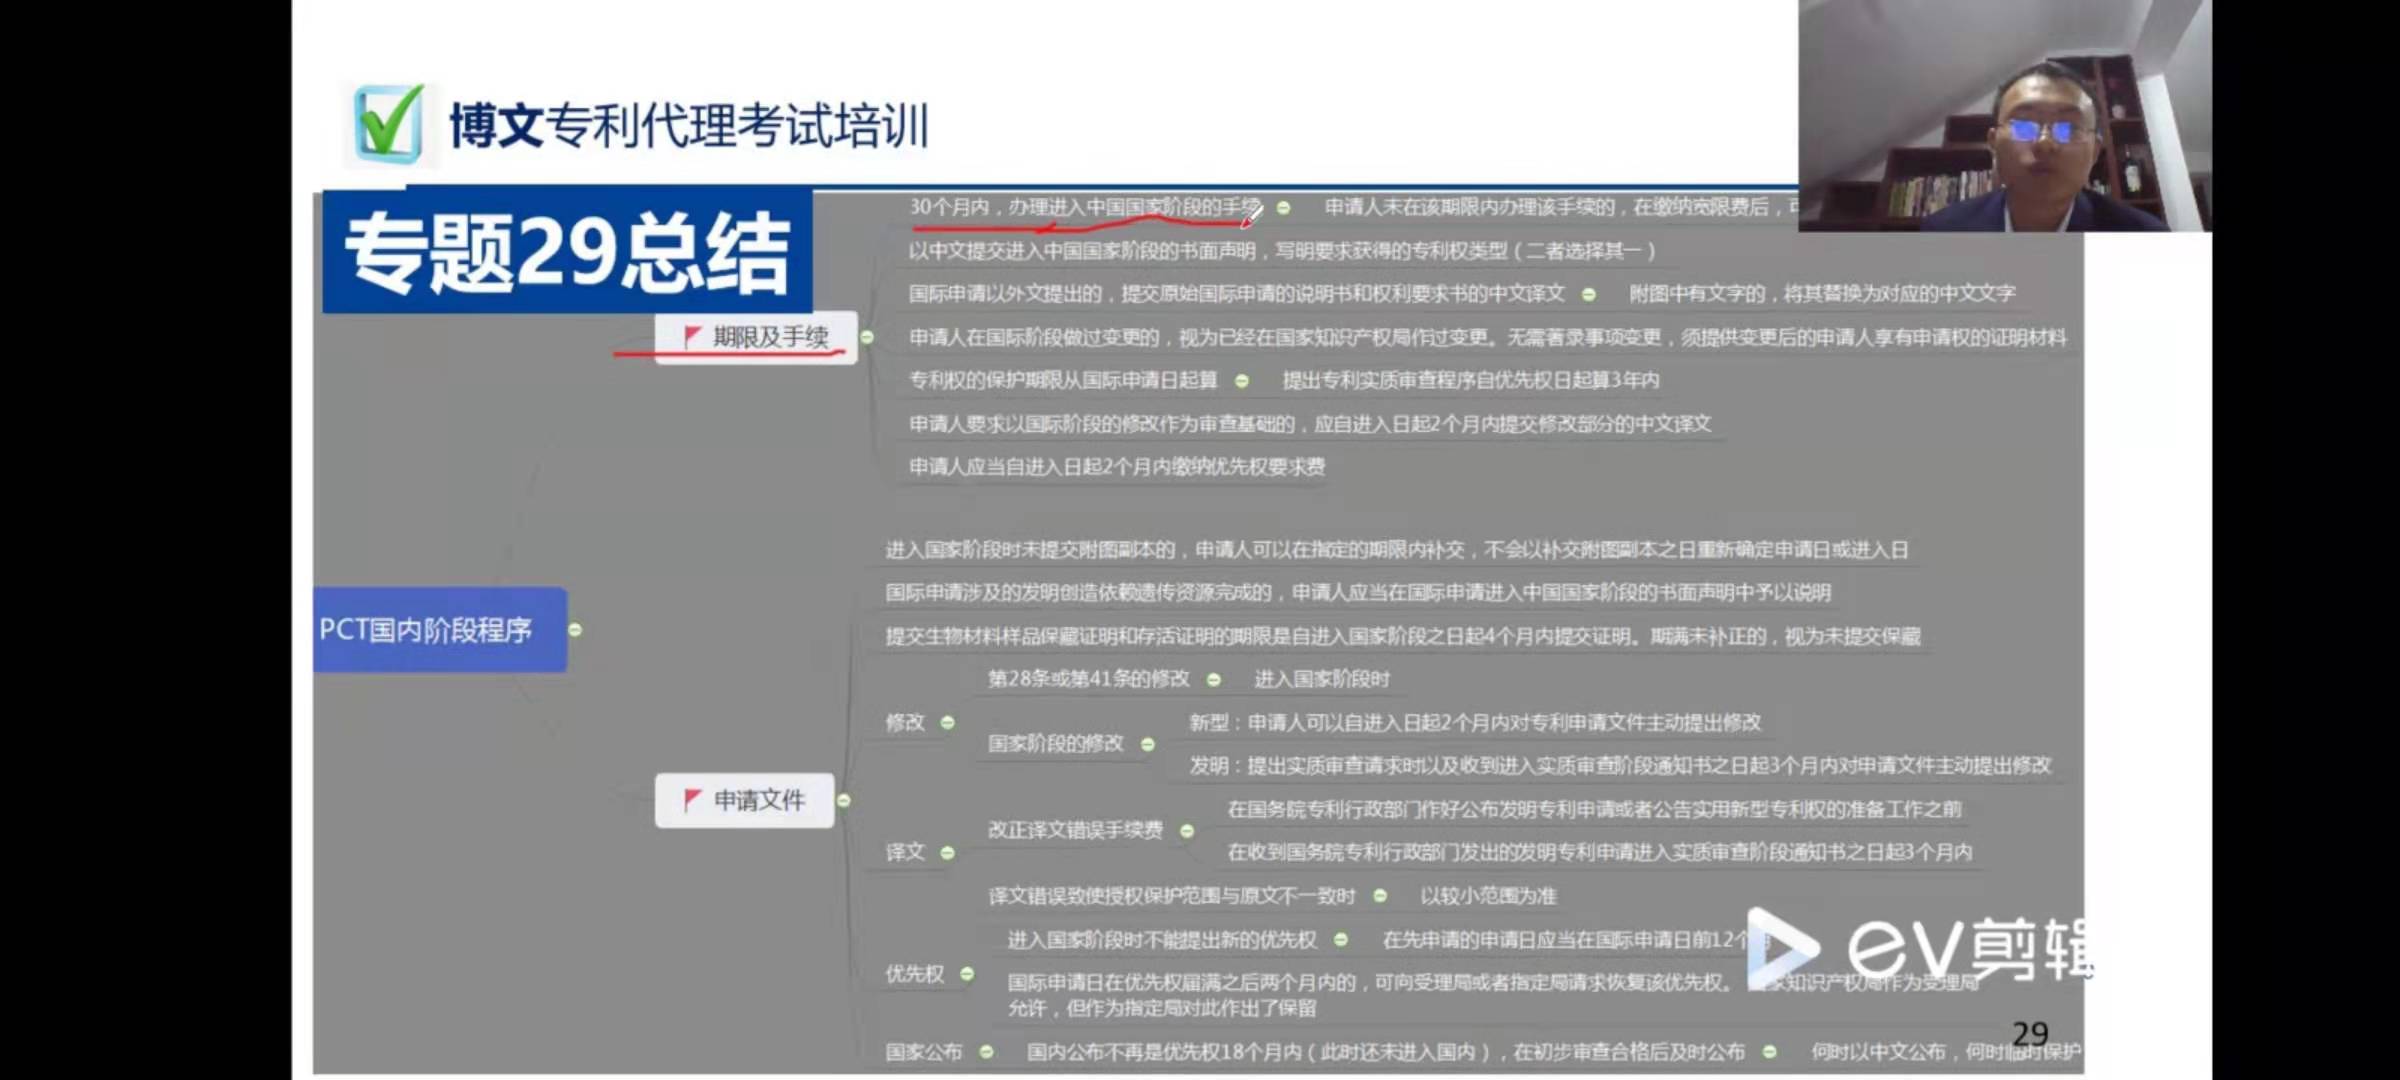 博文专利代理考试培训
专题29总结
30个月内，办理进入中国国家阶段的手续
申请人未在该期限内办理该手续的，在缴纳宽限费后，
以中文提交进入中国国家阶段的书面声明，写明要求获得的专利权类型（二者选择其一）
国际申请以外文提出的，提交原始国际申请的说明书和权利要求书的中文译文
附图中有文字的，将其替换为对应的中文文字
期限及手续
申请人在国际阶段做过变更的，视为已经在国家知识产权局作过变更。无需著录事项变更，须提供变更后的申请人享有申请权的证明材料
专利权的保护期限从国际申请日起算
提出专利实质审查程序自优先权日起算3年内
申请人要求以国际阶段的修改作为审查基础的，应自进入日起2个月内提交修改部分的中文译文
申请人应当自进入日起2个月内缴纳优先权要求费
PCT国内阶段程序
进入国家阶段时未提交附图副本的，申请人可以在指定的期限内补交，不会以补交附图副本之日重新确定申请日或进入日
国际申请涉及的发明创造依赖遗传资源完成的，申请人应当在国际申请进入中国国家阶段的书面声明中予以说明
提交生物材料样品保藏证明和存活证明的期限是自进入国家阶段之日起4个月内提交证明。期满未补正的，视为未提交保藏
第28条或第41条的修改
进入国家阶段时
修改
国家阶段的修改
新型：申请人可以自进入日起2个月内对专利申请文件主动提出修改
发明：提出实质审查请求时以及收到进入实质审查阶段通知书之日起3个月内对申请文件主动提出修改
申请文件
在国务院专利行政部门作好公布发明专利申请或者公告实用新型专利权的准备工作之前
改正译文错误手续费
译文
在收到国务院专利行政部门发出的发明专利申请进入实质审查阶段通知书之日起3个月内
译文错误致使授权保护范围与原文不一致时
以较小范围为准
进入国家阶段时不能提出新的优先权
在先申请的申请日应当在国际申请日前12个
优先权
国际申请日在优先权届满之后两个月内的，可向受理局或者指定局请求恢复该优先权。家知识产权局作为受理局
允许，但作为指定局对此作出了保留
国家公布
国内公布不再是优先权18个月内（此时还未进入国内），在初步审查合格后及时公布
何时以中文公布，何时临时保护
ev剪辑
29